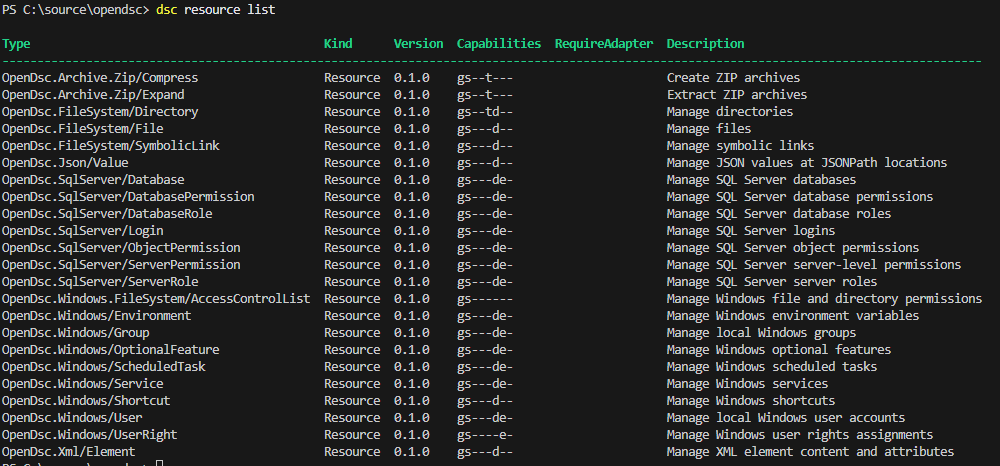 PS C:\source\opendsc> dsc resource list
Type Kind Version Capabilities RequireAdapter Description
--------------------------------------------------------------------------------------------------------------------------------------------
OpenDsc.Archive.Zip/Compress Resource 0.1.0 gs--t--- Create ZIP archives
OpenDsc.Archive.Zip/Expand Resource 0.1.0 gs--t--- Extract ZIP archives
OpenDsc.FileSystem/Directory Resource 0.1.0 gs--td-- Manage directories
OpenDsc.FileSystem/File Resource 0.1.0 gs---d-- Manage files
OpenDsc.FileSystem/SymbolicLink Resource 0.1.0 gs---d-- Manage symbolic links
OpenDsc.Json/Value Resource 0.1.0 gs---d-- Manage JSON values at JSONPath locations
OpenDsc.SqlServer/Database Resource 0.1.0 gs---de- Manage SQL Server databases
OpenDsc.SqlServer/DatabasePermission Resource 0.1.0 gs---de- Manage SQL Server database permissions
OpenDsc.SqlServer/DatabaseRole Resource 0.1.0 gs---de- Manage SQL Server database roles
OpenDsc.SqlServer/Login Resource 0.1.0 gs---de- Manage SQL Server logins
OpenDsc.SqlServer/ObjectPermission Resource 0.1.0 gs---de- Manage SQL Server object permissions
OpenDsc.SqlServer/ServerPermission Resource 0.1.0 gs---de- Manage SQL Server server-level permissions
OpenDsc.SqlServer/ServerRole Resource 0.1.0 gs---de- Manage SQL Server server roles
OpenDsc.Windows.FileSystem/AccessControlList Resource 0.1.0 gs------ Manage Windows file and directory permissions
OpenDsc.Windows/Environment Resource 0.1.0 gs---de- Manage Windows environment variables
OpenDsc.Windows/Group Resource 0.1.0 gs---de- Manage local Windows groups
OpenDsc.Windows/OptionalFeature Resource 0.1.0 gs---de- Manage Windows optional features
OpenDsc.Windows/ScheduledTask Resource 0.1.0 gs---de- Manage Windows scheduled tasks
OpenDsc.Windows/Service Resource 0.1.0 gs---de- Manage Windows services
OpenDsc.Windows/Shortcut Resource 0.1.0 gs---d-- Manage Windows shortcuts
OpenDsc.Windows/User Resource 0.1.0 gs---de- Manage local Windows user accounts
OpenDsc.Windows/UserRight Resource 0.1.0 gs----e- Manage Windows user rights assignments
OpenDsc.Xml/Element Resource 0.1.0 gs---d-- Manage XML element content and attributes
PS C:\source\opendsc>